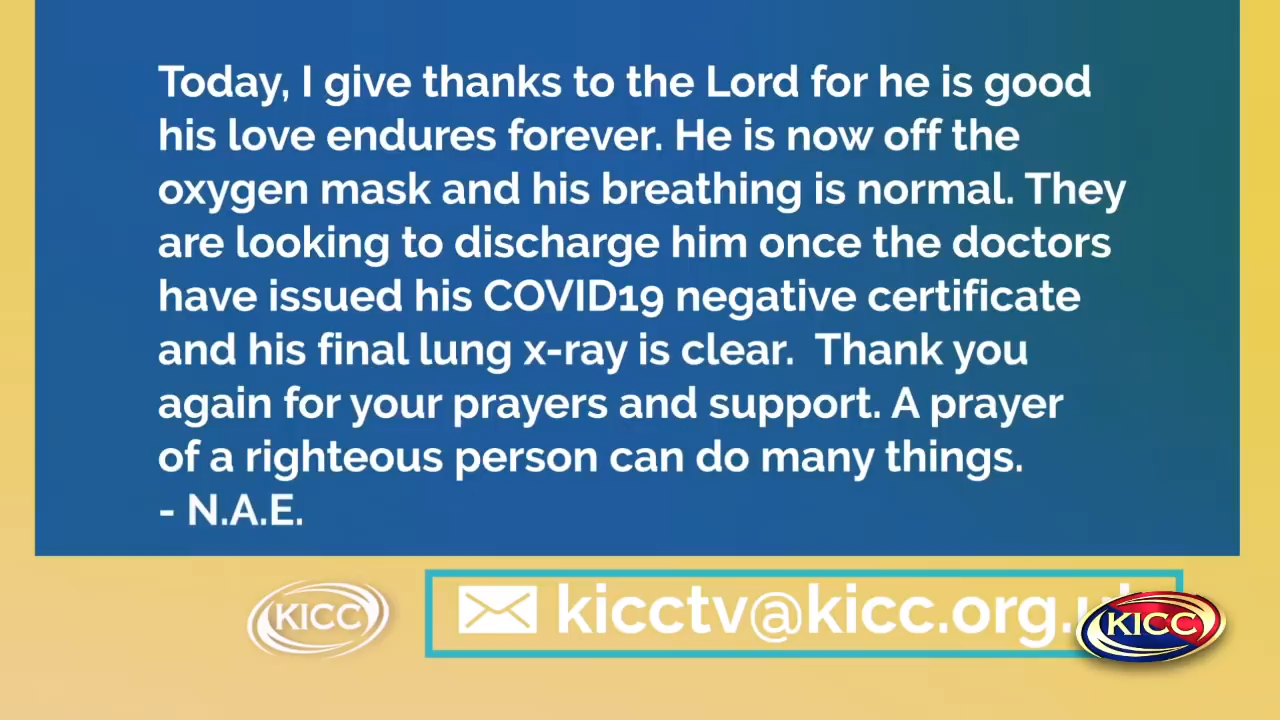 Today, I give thanks to the Lord for he is good
his love endures forever. He is now off the
oxygen mask and his breathing is normal. They
are looking to discharge him once the doctors
have issued his COVID19 negative certificate
and his final lung x-ray is clear.  Thank you
again for your prayers and support. A prayer
of a righteous person can do many things.
- N.A.E.
KICC
kicctv@kicc.org.
KICC